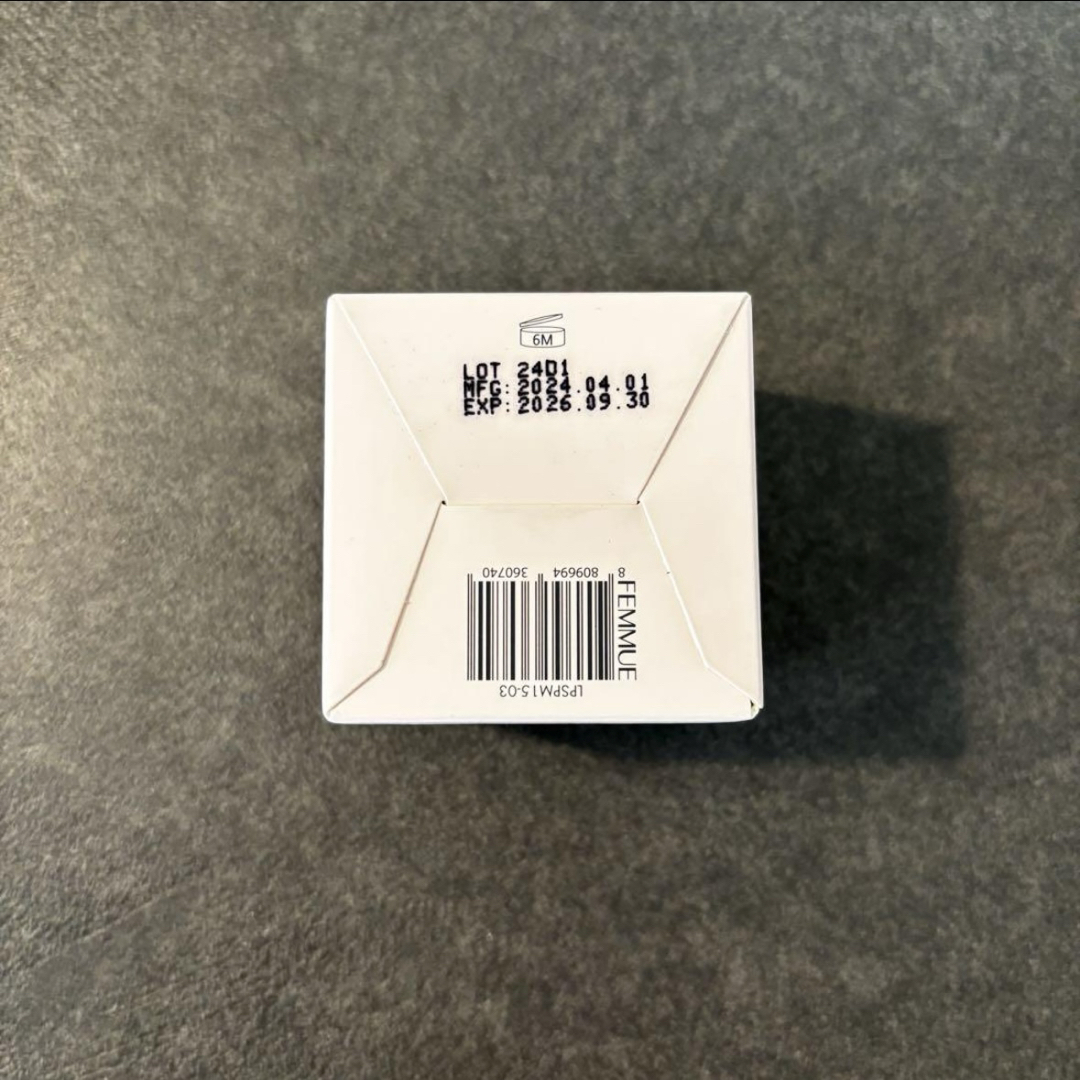 6M
LOT 24D1
MFG: 2024.04.01
EXP: 2026.09.30
LPSPM15-03
FEMMUE
8 809694 360740